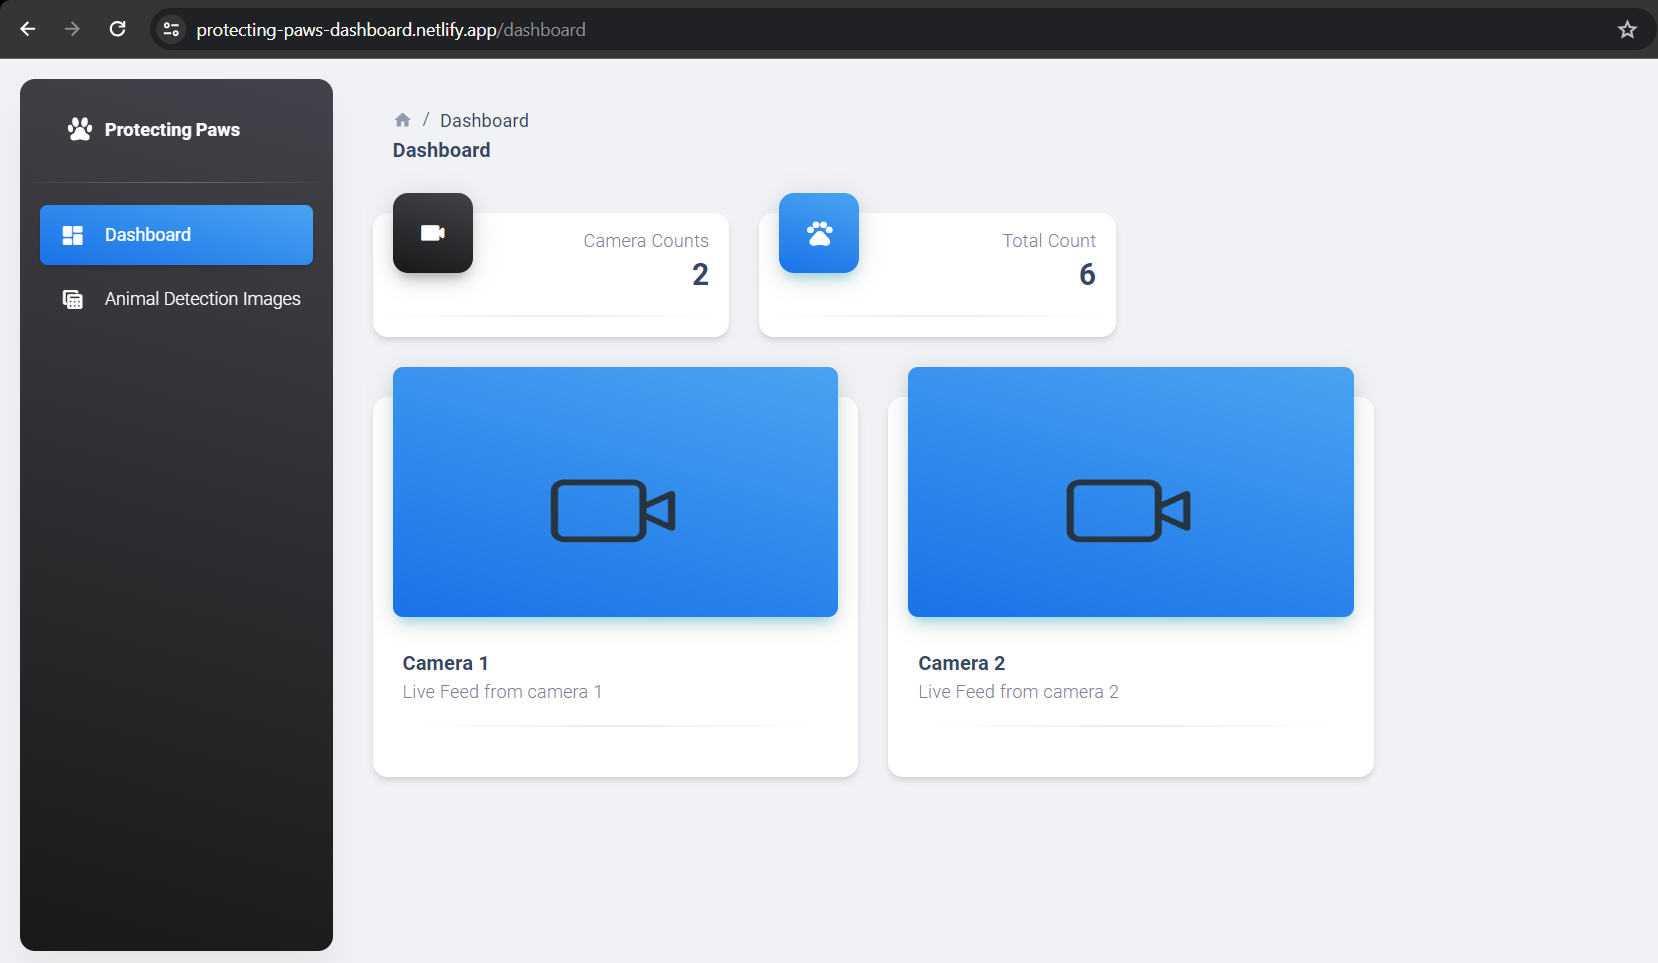 protecting-paws-dashboard.netlify.app/dashboard
Protecting Paws
Dashboard
Animal Detection Images
/ Dashboard
Dashboard
Camera Counts
2
Total Count
6
Camera 1
Live Feed from camera 1
Camera 2
Live Feed from camera 2